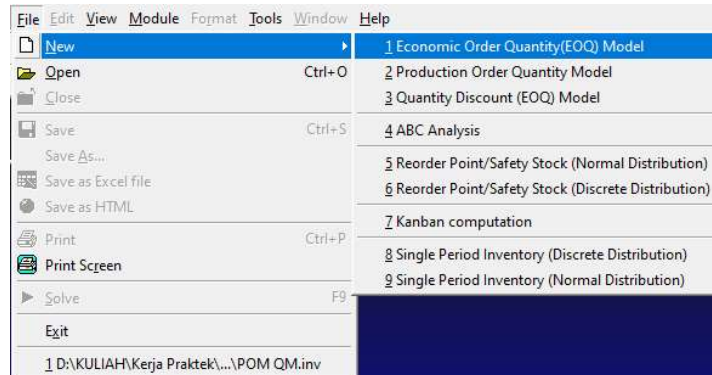 File Edit View Module Format Tools Window Help
New
Open Ctrl+O
Close
Save Ctrl+S
Save As...
Save as Excel file
Save as HTML
Print Ctrl+P
Print Screen
Solve F9
Exit
1 D:\KULIAH\Kerja Praktek\...\POM QM.inv
1 Economic Order Quantity(EOQ) Model
2 Production Order Quantity Model
3 Quantity Discount (EOQ) Model
4 ABC Analysis
5 Reorder Point/Safety Stock (Normal Distribution)
6 Reorder Point/Safety Stock (Discrete Distribution)
7 Kanban computation
8 Single Period Inventory (Discrete Distribution)
9 Single Period Inventory (Normal Distribution)